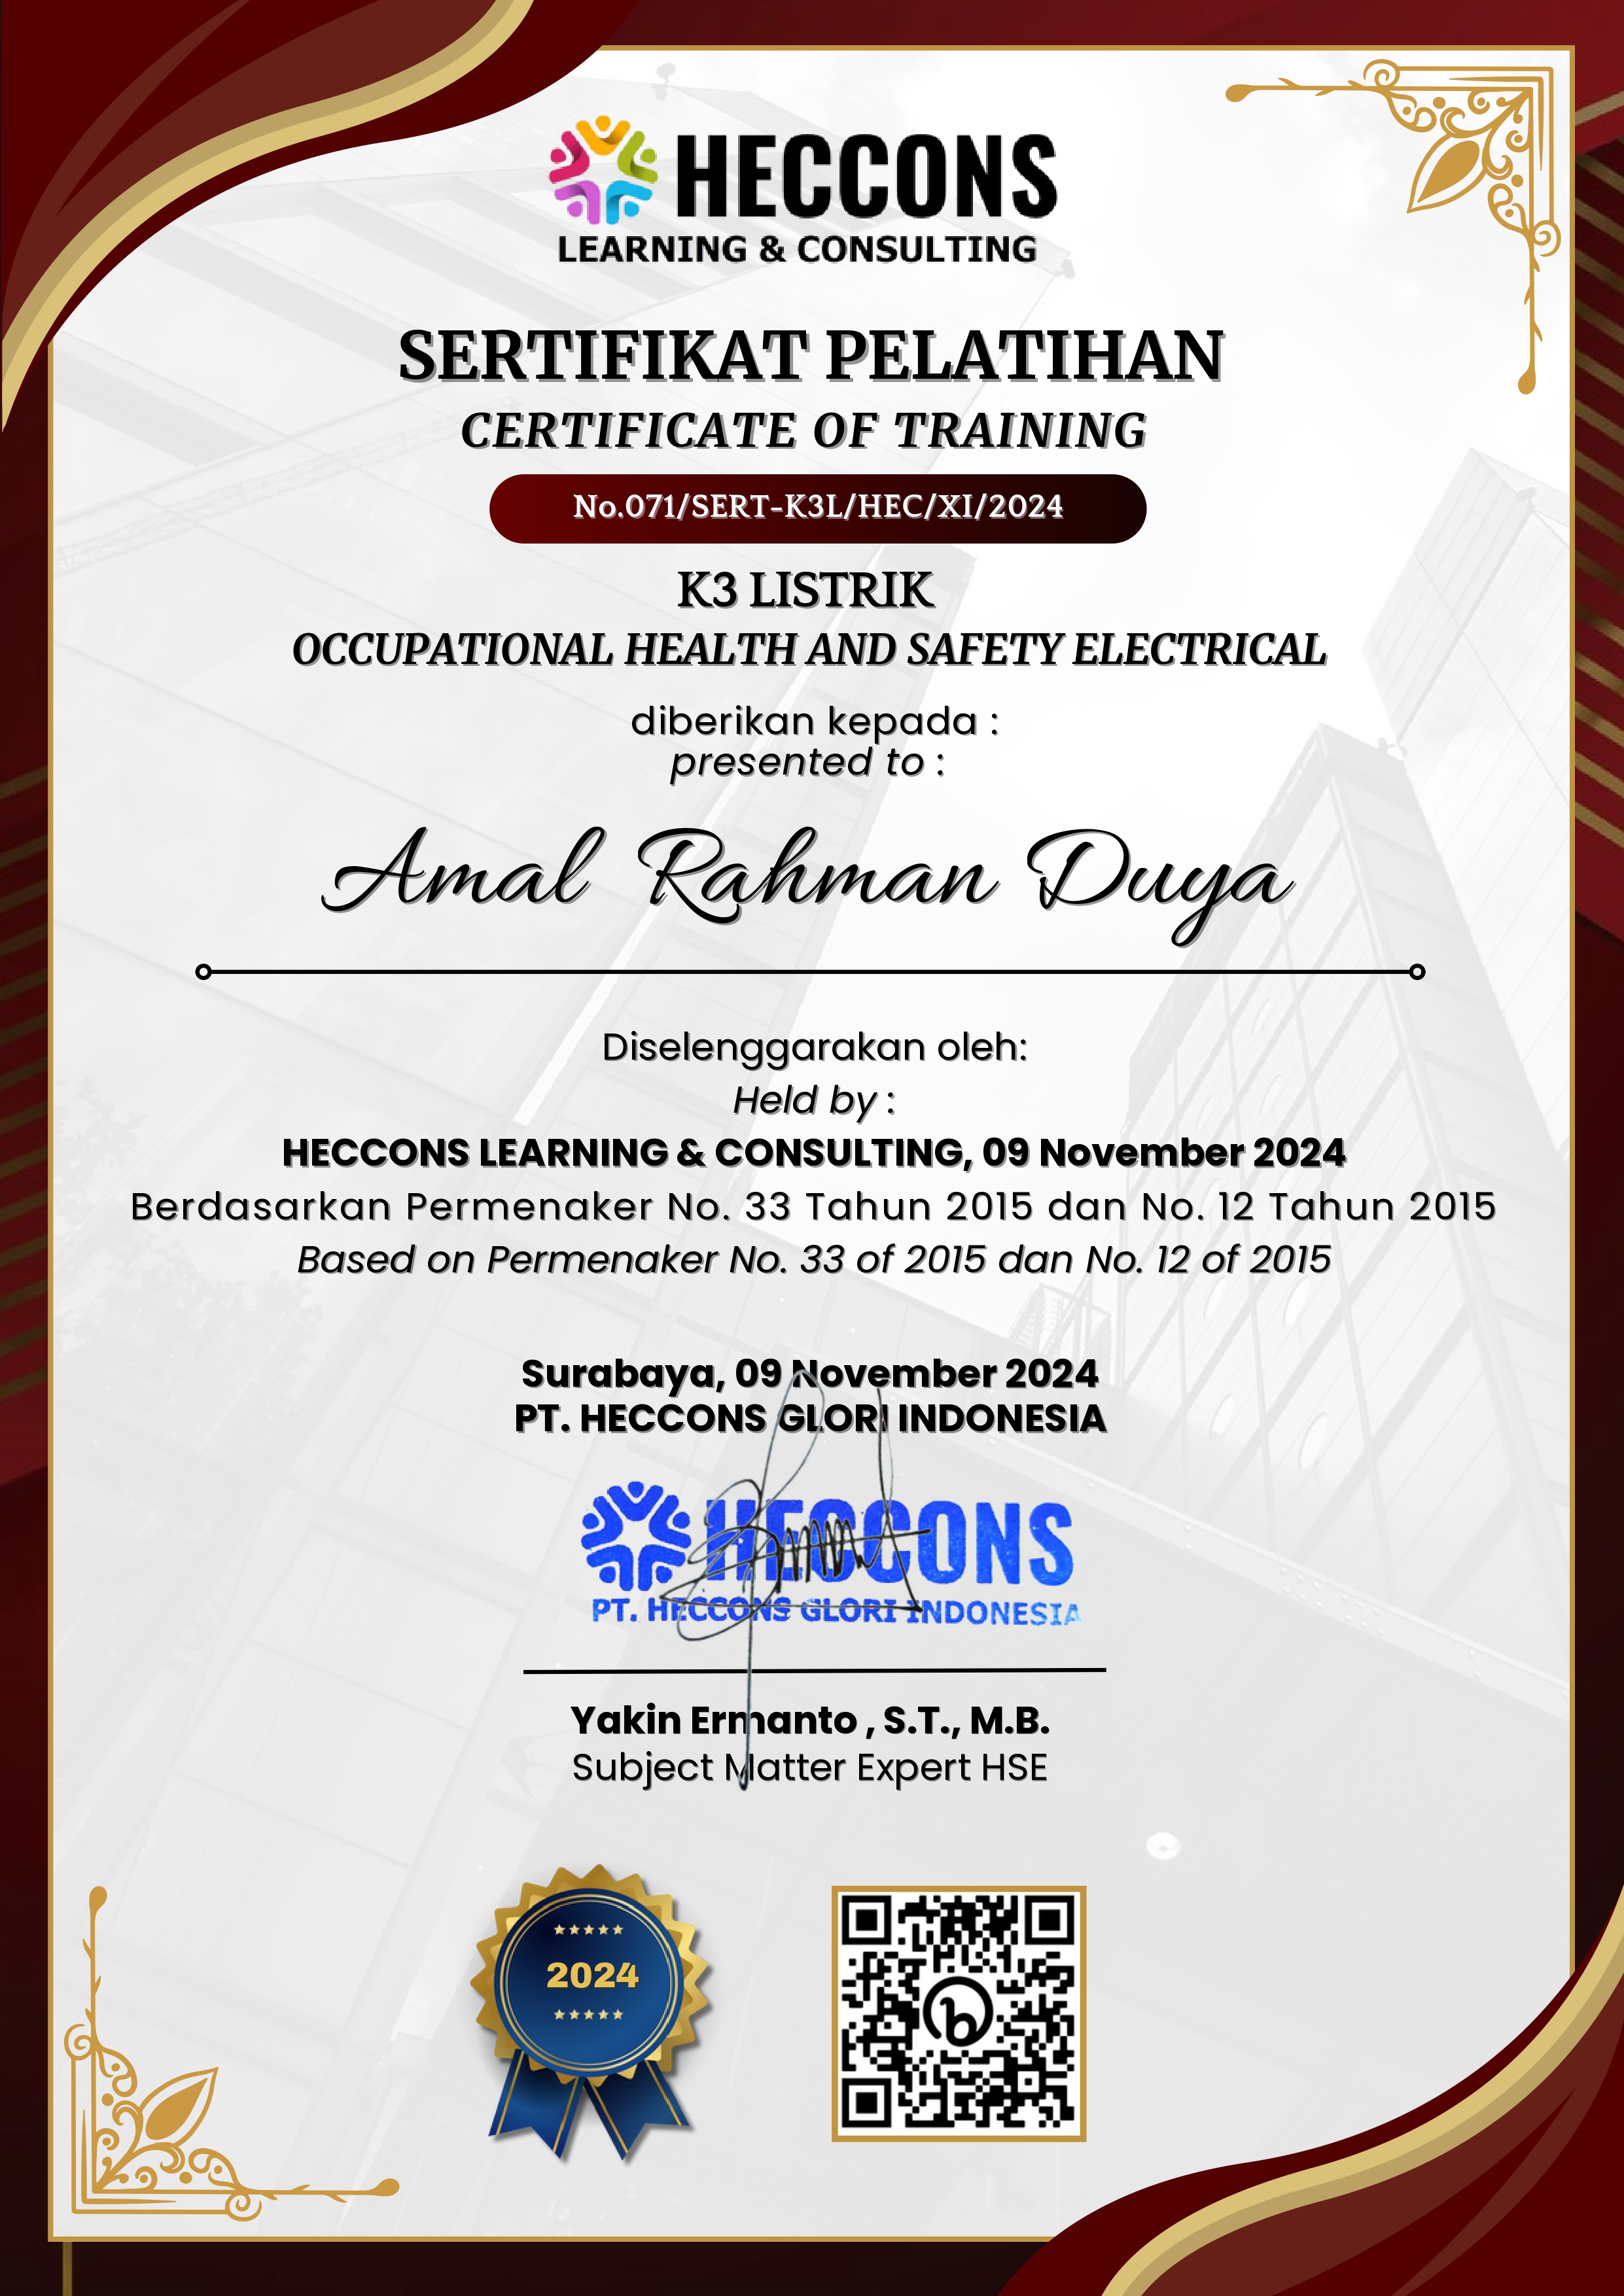 HECCONS
LEARNING & CONSULTING
SERTIFIKAT PELATIHAN
CERTIFICATE OF TRAINING
No.071/SERT-K3L/HEC/XI/2024
K3 LISTRIK
OCCUPATIONAL HEALTH AND SAFETY ELECTRICAL
diberikan kepada :
presented to :
Amal Rahman Duya
Diselenggarakan oleh:
Held by :
HECCONS LEARNING & CONSULTING, 09 November 2024
Berdasarkan Permenaker No. 33 Tahun 2015 dan No. 12 Tahun 2015
Based on Permenaker No. 33 of 2015 dan No. 12 of 2015
Surabaya, 09 November 2024
PT. HECCONS GLORI INDONESIA
HECCONS
PT. HECCONS GLORI INDONESIA
Yakin Ermanto , S.T., M.B.
Subject Matter Expert HSE
2024
b